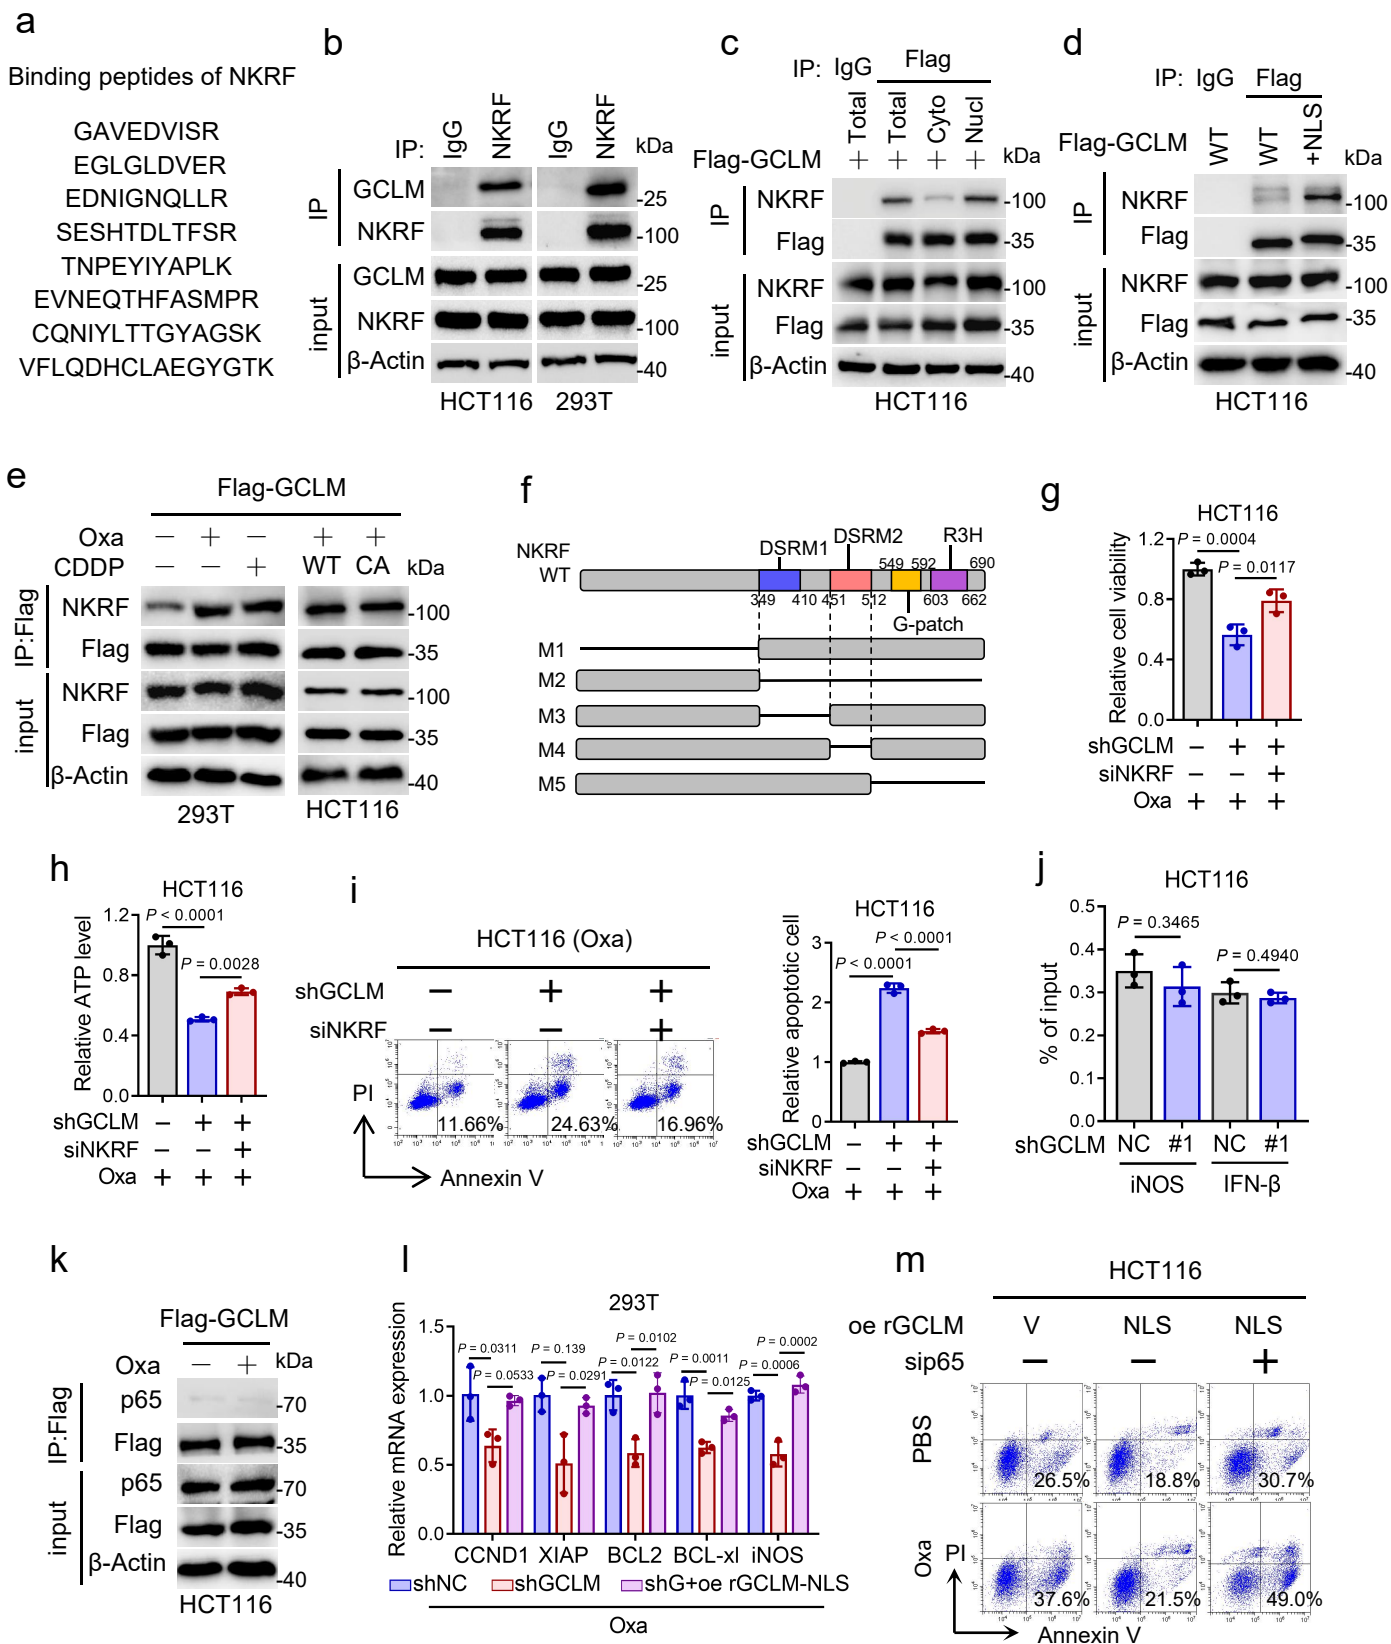 a
Binding peptides of NKRF
GAVEDVISR
EGLGLDVER
EDNIGNQLLR
SESHTDLTFSR
TNPEYIYAPLK
EVNEQTHFASMPR
CQNIYLTTGYAGSK
VFLQDHCLAEGYGTK
b
IP: IgG NKRF IgG NKRF kDa
IP
GCLM -25
NKRF -100
input
GCLM -25
NKRF -100
β-Actin -40
HCT116 293T
c
IP: IgG Flag
Total Total Cyto Nucl
Flag-GCLM + + + + kDa
IP
NKRF -100
Flag -35
input
NKRF -100
Flag -35
β-Actin -40
HCT116
d
IP: IgG Flag
Flag-GCLM WT WT +NLS kDa
IP
NKRF -100
Flag -35
input
NKRF -100
Flag -35
β-Actin -40
HCT116
e
Flag-GCLM
Oxa − + − + +
CDDP − − + WT CA kDa
IP:Flag
NKRF -100
Flag -35
input
NKRF -100
Flag -35
β-Actin -40
293T HCT116
f
NKRF
WT
DSRM1 DSRM2 R3H
549 592 690
349 410 451 512 603 662
G-patch
M1
M2
M3
M4
M5
g
HCT116
Relative cell viability
1.2
0.8
0.4
0.0
P = 0.0004
P = 0.0117
shGCLM − + +
siNKRF +
Oxa + + +
h
HCT116
Relative ATP level
1.2
0.8
0.4
0.0
P < 0.0001
P = 0.0028
shGCLM − + +
siNKRF − − +
Oxa + + +
i
HCT116 (Oxa)
shGCLM − + +
siNKRF − − +
PI
11.66% 24.63% 16.96%
Annexin V
HCT116
Relative apoptotic cell
3
2
1
0
P < 0.0001
P < 0.0001
shGCLM − + +
siNKRF − − +
Oxa + + +
j
HCT116
% of input
0.5
0.4
0.3
0.1
0.0
P = 0.3465
P = 0.4940
shGCLM NC #1 NC #1
iNOS IFN-β
k
Flag-GCLM
Oxa − + kDa
IP:Flag
p65 -70
Flag -35
input
p65 -70
Flag -35
β-Actin -40
HCT116
l
293T
Relative mRNA expression
1.5
1.0
0.5
0.0
P = 0.0311
P = 0.0533
P = 0.139
P = 0.0291
P = 0.0102
P = 0.0122
P = 0.0011
P = 0.0125
P = 0.0002
P = 0.0006
CCND1 XIAP BCL2 BCL-xl iNOS
shNC shGCLM shG+oe rGCLM-NLS
Oxa
m
HCT116
oe rGCLM V NLS NLS
sip65 − − +
PBS
26.5% 18.8% 30.7%
Oxa
PI
37.6% 21.5% 49.0%
Annexin V